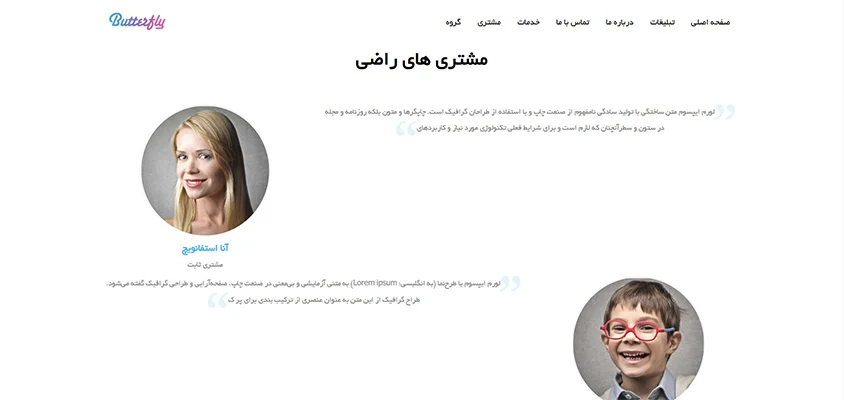 Butterfly
صفحه اصلی تبلیغات درباره ما تماس با ما خدمات مشتری گروه
مشتری های راضی
لورم ایپسوم متن ساختگی با تولید سادگی نامفهوم از صنعت چاپ و با استفاده از طراحان گرافیک است. چاپگرها و متون بلکه روزنامه و مجله
در ستون و سطرآنچنان که لازم است و برای شرایط فعلی تکنولوژی مورد نیاز و کاربردهای
آنا استفانویچ
مشتری ثابت
لورم ایپسوم یا طرح‌نما (به انگلیسی: Lorem ipsum) به متنی آزمایشی و بی‌معنی در صنعت چاپ، صفحه‌آرایی و طراحی گرافیک گفته می‌شود.
طراح گرافیک از این متن به عنوان عنصری از ترکیب بندی برای پر ک